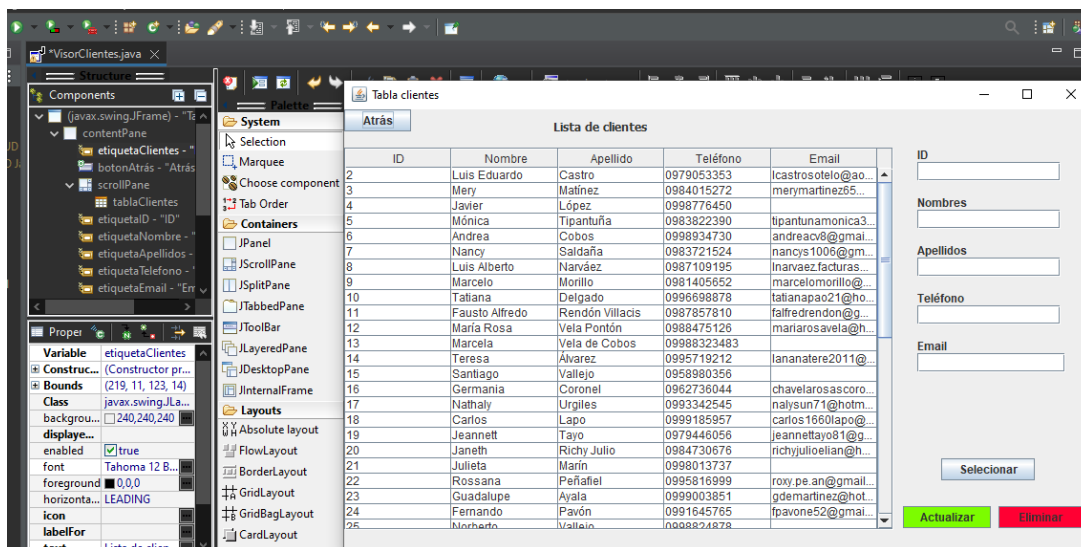 *VisorClientes.java
Structure
Components
(javax.swing.JFrame) - "Ta
contentPane
etiquetaClientes - "
botonAtrás - "Atrás
scrollPane
tablaClientes
etiquetaID - "ID"
etiquetaNombre - "
etiquetaApellidos -
etiquetaTelefono - "
etiquetaEmail - "Em
Proper
Variable etiquetaClientes
Construc... (Constructor pr...
Bounds (219, 11, 123, 14)
Class javax.swing.JLa...
backgrou... 240,240,240
displaye...
enabled true
font Tahoma 12 B...
foreground 0,0,0
horizonta... LEADING
icon
labelFor
Palette
System
Selection
Marquee
Choose component
Tab Order
Containers
JPanel
JScrollPane
JSplitPane
JTabbedPane
JToolBar
JLayeredPane
JDesktopPane
JInternalFrame
Layouts
Absolute layout
FlowLayout
BorderLayout
GridLayout
GridBagLayout
CardLayout
Tabla clientes
Atrás
Lista de clientes
ID Nombre Apellido Teléfono Email
2 Luis Eduardo Castro 0979053353 lcastrosotelo@ao...
3 Mery Matínez 0984015272 merymartinez65...
4 Javier López 0998776450
5 Mónica Tipantuña 0983822390 tipantunamonica3...
6 Andrea Cobos 0998934730 andreacv8@gmai...
7 Nancy Saldaña 0983721524 nancys1006@gm...
8 Luis Alberto Narváez 0987109195 lnarvaez.facturas...
9 Marcelo Morillo 0981405652 marcelomorillo@...
10 Tatiana Delgado 0996698878 tatianapao21@ho...
11 Fausto Alfredo Rendón Villacis 0987857810 falfredrendon@g...
12 María Rosa Vela Pontón 0988475126 mariarosavela@h...
13 Marcela Vela de Cobos 09988323483
14 Teresa Álvarez 0995719212 lananatere2011@...
15 Santiago Vallejo 0958980356
16 Germania Coronel 0962736044 chavelarosascoro...
17 Nathaly Urgiles 0993342545 nalysun71@hotm...
18 Carlos Lapo 0999185957 carlos1660lapo@...
19 Jeannett Tayo 0979446056 jeannettayo81@g...
20 Janeth Richy Julio 0984730676 richyjulioelian@h...
21 Julieta Marín 0998013737
22 Rossana Peñafiel 0995816999 roxy.pe.an@gmail...
23 Guadalupe Ayala 0999003851 gdemartinez@hot...
24 Fernando Pavón 0991645765 fpavone52@gmai...
25 Norberto Vallejo 0998824878
ID
Nombres
Apellidos
Teléfono
Email
Selecionar
Actualizar
Eliminar